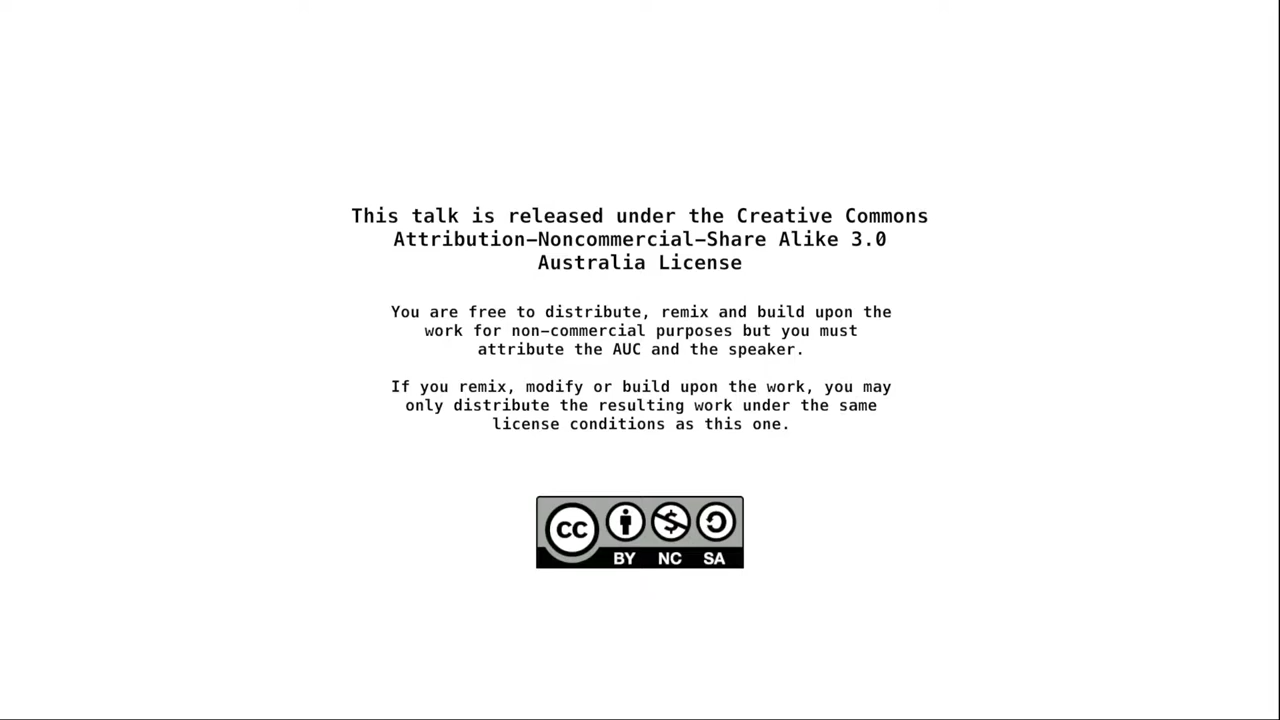 This talk is released under the Creative Commons
Attribution-Noncommercial-Share Alike 3.0
Australia License
You are free to distribute, remix and build upon the
work for non-commercial purposes but you must
attribute the AUC and the speaker.
If you remix, modify or build upon the work, you may
only distribute the resulting work under the same
license conditions as this one.
CC
BY NC SA